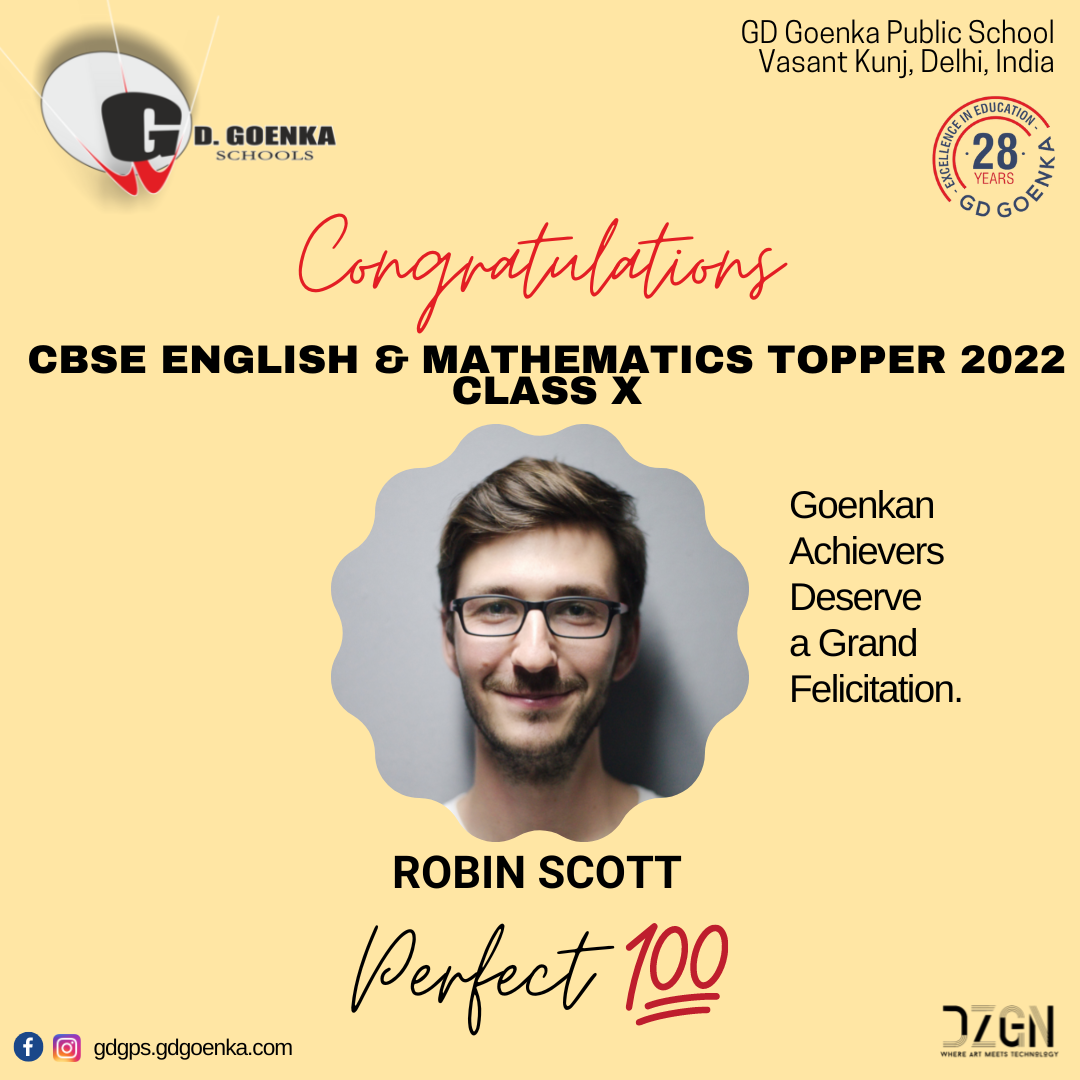 GD Goenka Public School
Vasant Kunj, Delhi, India
G D. GOENKA
SCHOOLS
- EXCELLENCE IN EDUCATION -
28
YEARS
GD GOENKA
Congratulations
CBSE ENGLISH & MATHEMATICS TOPPER 2022
CLASS X
Goenkan
Achievers
Deserve
a Grand
Felicitation.
ROBIN SCOTT
Perfect 100
gdgps.gdgoenka.com
DZGN
WHERE ART MEETS TECHNOLOGY